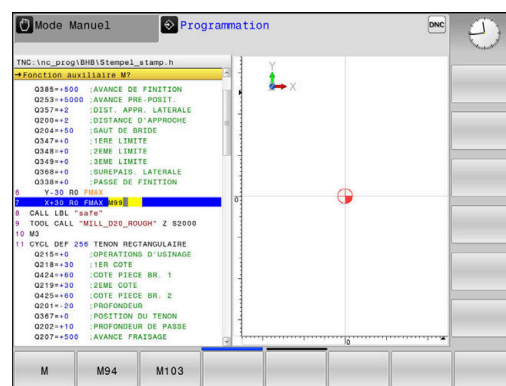 Mode Manuel
Programmation
DNC
TNC:\nc_prog\BHB\Stempel_stamp.h
→Fonction auxiliaire M?
Q385=+500 ;AVANCE DE FINITION
Q253=+5000 ;AVANCE PRE-POSIT.
Q357=+2 ;DIST. APPR. LATERALE
Q200=+2 ;DISTANCE D'APPROCHE
Q204=+50 ;SAUT DE BRIDE
Q347=+0 ;1ERE LIMITE
Q348=+0 ;2EME LIMITE
Q349=+0 ;3EME LIMITE
Q368=+0 ;SUREPAIS. LATERALE
Q338=+0 ;PASSE DE FINITION
6 Y-30 R0 FMAX
7 X+30 R0 FMAX M99
8 CALL LBL "safe"
9 TOOL CALL "MILL_D20_ROUGH" Z S2000
10 M3
11 CYCL DEF 256 TENON RECTANGULAIRE
Q215=+0 ;OPERATIONS D'USINAGE
Q218=+30 ;1ER COTE
Q424=+60 ;COTE PIECE BR. 1
Q219=+30 ;2EME COTE
Q425=+60 ;COTE PIECE BR. 2
Q201=-20 ;PROFONDEUR
Q367=+0 ;POSITION DU TENON
Q202=+10 ;PROFONDEUR DE PASSE
Q207=+500 ;AVANCE FRAISAGE
Y
X
0
0
M
M94
M103